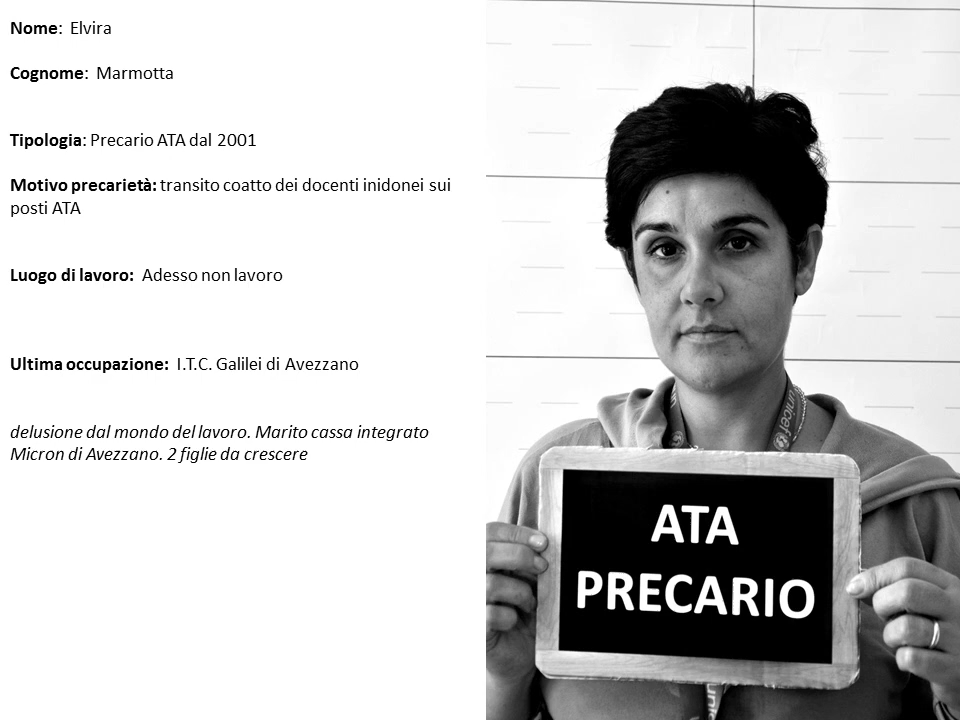 Nome: Elvira
Cognome: Marmotta
Tipologia: Precario ATA dal 2001
Motivo precarietà: transito coatto dei docenti inidonei sui
posti ATA
Luogo di lavoro: Adesso non lavoro
Ultima occupazione: I.T.C. Galilei di Avezzano
delusione dal mondo del lavoro. Marito cassa integrato
Micron di Avezzano. 2 figlie da crescere
unicef
ATA
PRECARIO